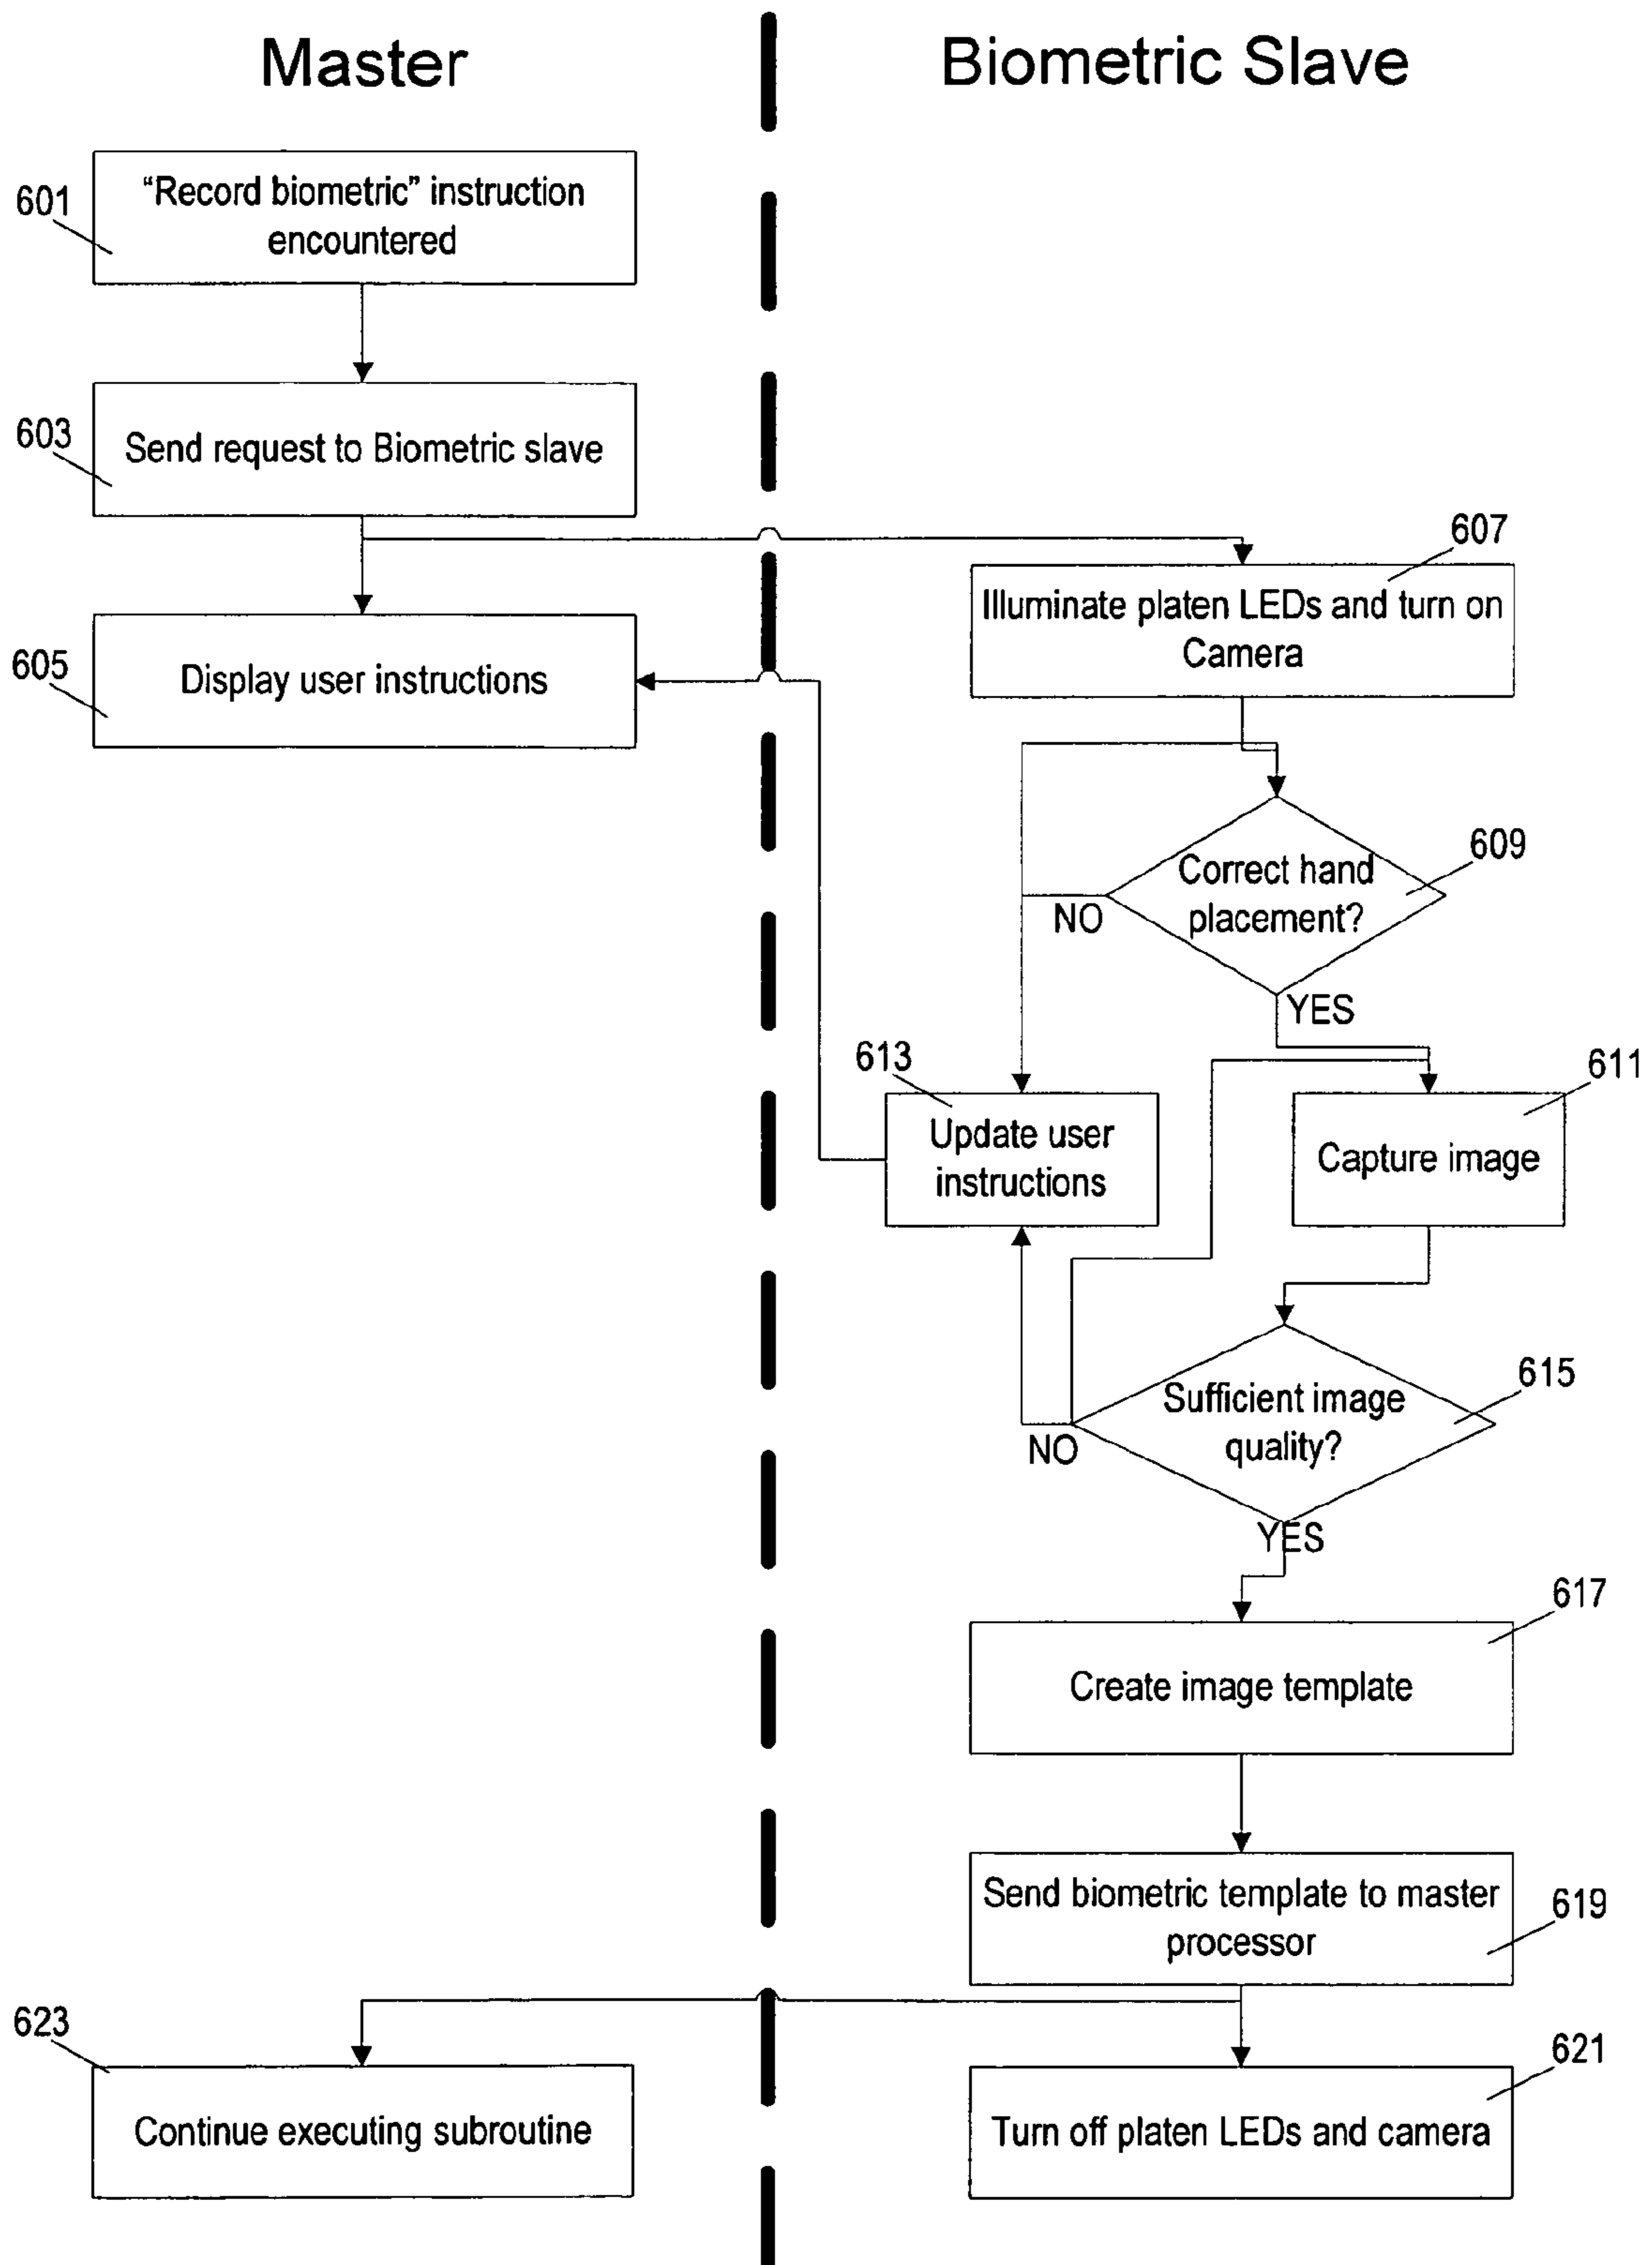 Master
Biometric Slave
601
“Record biometric” instruction
encountered
603
Send request to Biometric slave
607
Illuminate platen LEDs and turn on
Camera
605
Display user instructions
609
Correct hand
placement?
NO
YES
613
Update user
instructions
611
Capture image
615
Sufficient image
quality?
NO
YES
617
Create image template
619
Send biometric template to master
processor
623
Continue executing subroutine
621
Turn off platen LEDs and camera